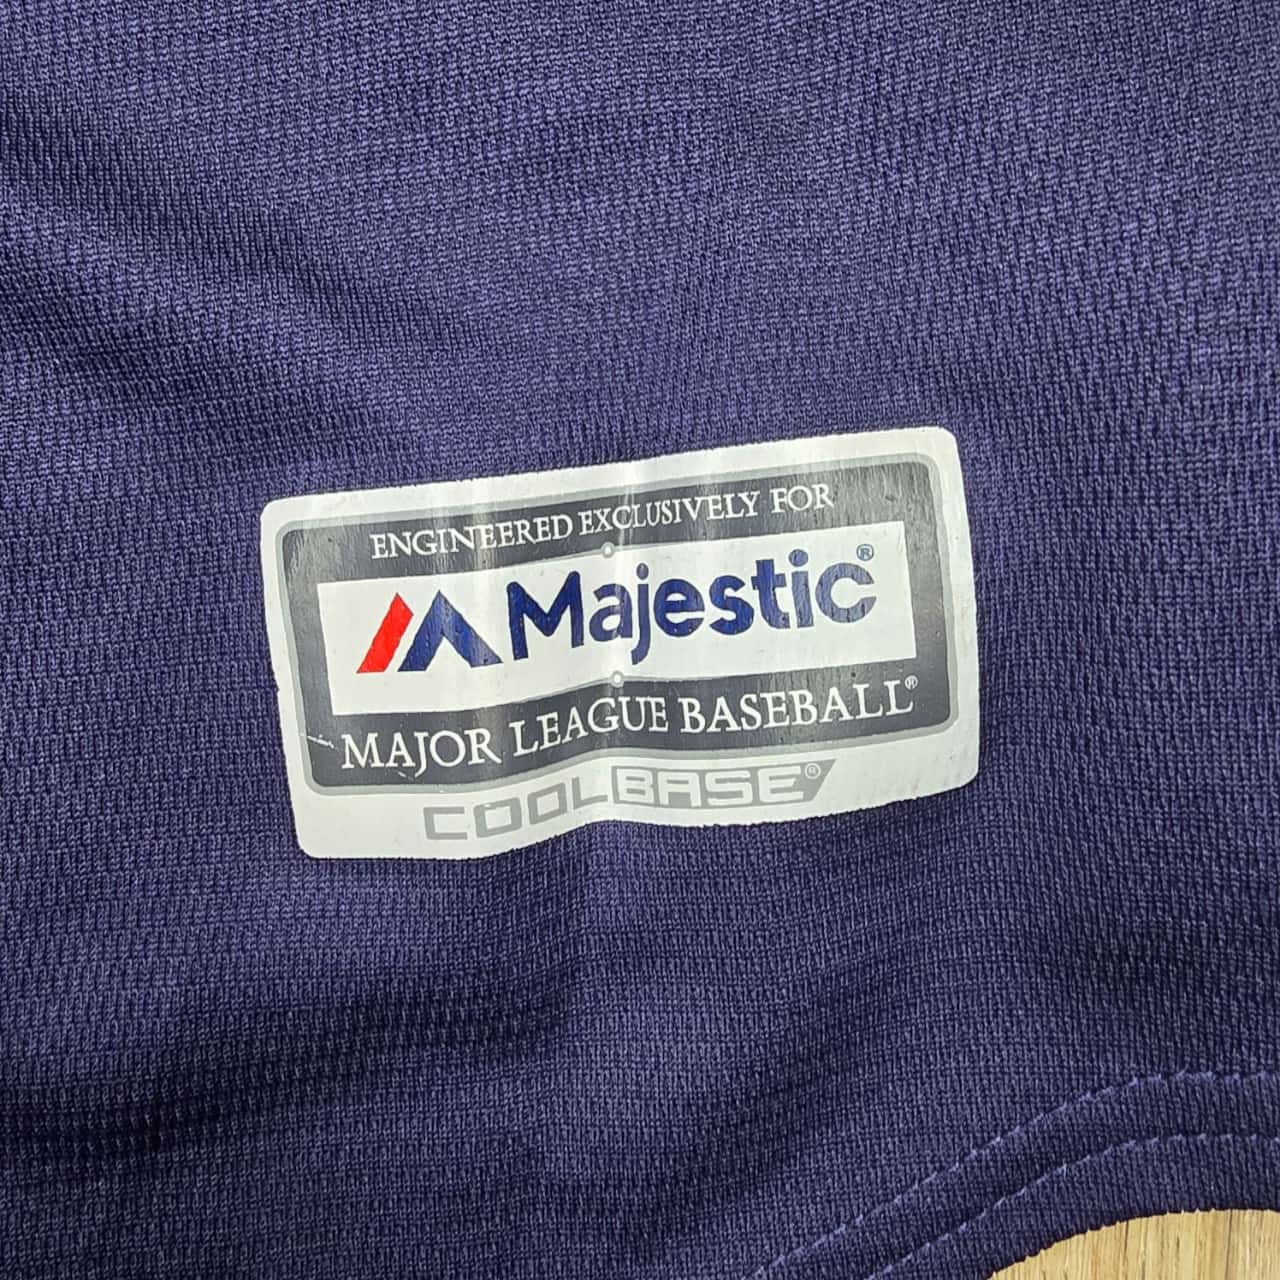 ENGINEERED EXCLUSIVELY FOR
Majestic®
MAJOR LEAGUE BASEBALL®
COOLBASE®